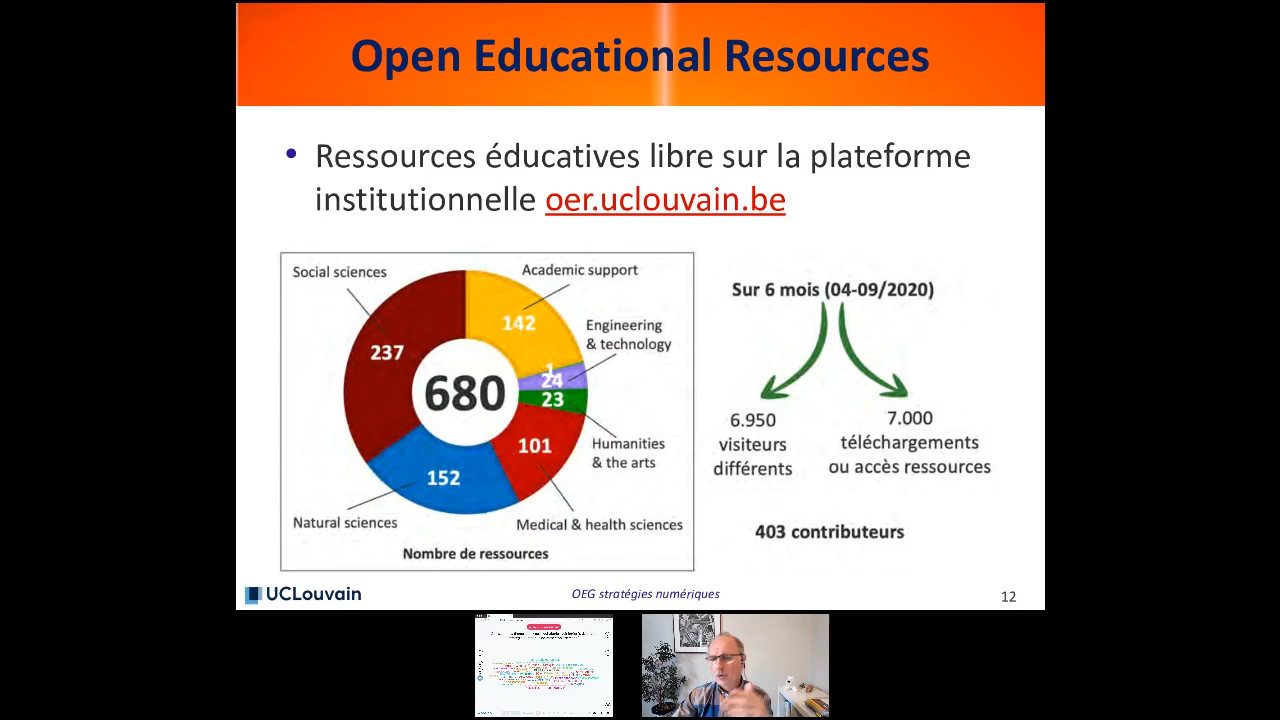 Open Educational Resources
• Ressources éducatives libre sur la plateforme
institutionnelle oer.uclouvain.be
Social sciences
Academic support
Engineering
& technology
142
237
1
24
23
680
101
152
Humanities
& the arts
Natural sciences
Medical & health sciences
Nombre de ressources
Sur 6 mois (04-09/2020)
6.950
visiteurs
différents
7.000
téléchargements
ou accès ressources
403 contributeurs
UCLouvain
OEG stratégies numériques
12